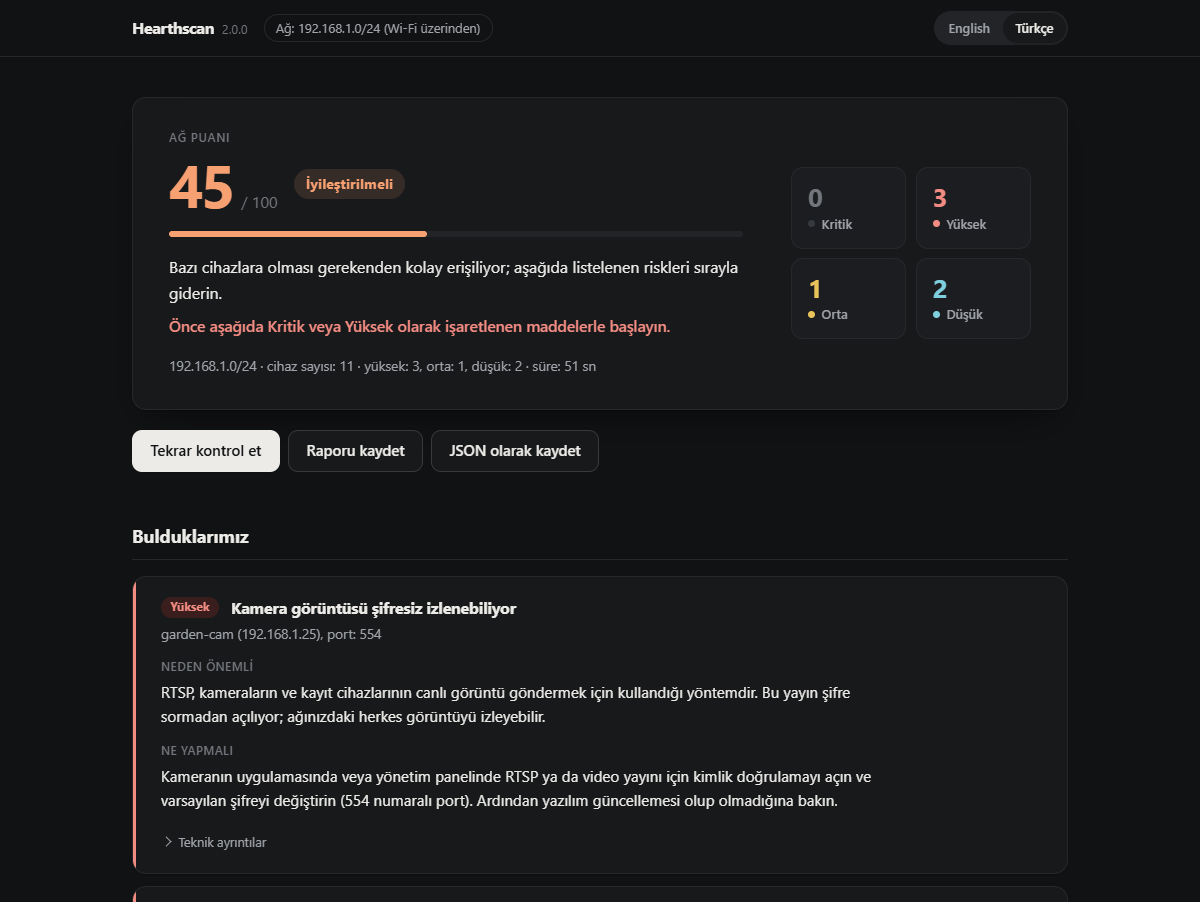 Hearthscan 2.0.0 Ağ: 192.168.1.0/24 (Wi-Fi üzerinden) English Türkçe
AĞ PUANI
45 / 100 İyileştirilmeli
Bazı cihazlara olması gerekenden kolay erişiliyor; aşağıda listelenen riskleri sırayla
giderin.
Önce aşağıda Kritik veya Yüksek olarak işaretlenen maddelerle başlayın.
192.168.1.0/24 · cihaz sayısı: 11 · yüksek: 3, orta: 1, düşük: 2 · süre: 51 sn
0 3
Kritik Yüksek
1 2
Orta Düşük
Tekrar kontrol et Raporu kaydet JSON olarak kaydet
Bulduklarımız
Yüksek Kamera görüntüsü şifresiz izlenebiliyor
garden-cam (192.168.1.25), port: 554
NEDEN ÖNEMLİ
RTSP, kameraların ve kayıt cihazlarının canlı görüntü göndermek için kullandığı yöntemdir. Bu yayın şifre
sormadan açılıyor; ağınızdaki herkes görüntüyü izleyebilir.
NE YAPMALI
Kameranın uygulamasında veya yönetim panelinde RTSP ya da video yayını için kimlik doğrulamayı açın ve
varsayılan şifreyi değiştirin (554 numaralı port). Ardından yazılım güncellemesi olup olmadığına bakın.
Teknik ayrıntılar